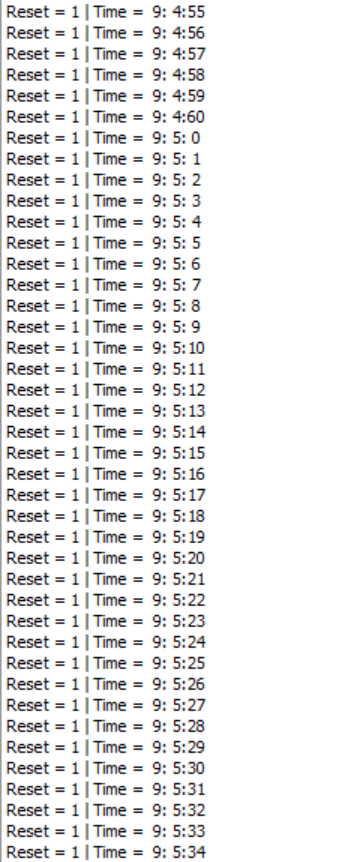 Reset = 1 | Time =  9: 4:55
Reset = 1 | Time =  9: 4:56
Reset = 1 | Time =  9: 4:57
Reset = 1 | Time =  9: 4:58
Reset = 1 | Time =  9: 4:59
Reset = 1 | Time =  9: 4:60
Reset = 1 | Time =  9: 5: 0
Reset = 1 | Time =  9: 5: 1
Reset = 1 | Time =  9: 5: 2
Reset = 1 | Time =  9: 5: 3
Reset = 1 | Time =  9: 5: 4
Reset = 1 | Time =  9: 5: 5
Reset = 1 | Time =  9: 5: 6
Reset = 1 | Time =  9: 5: 7
Reset = 1 | Time =  9: 5: 8
Reset = 1 | Time =  9: 5: 9
Reset = 1 | Time =  9: 5:10
Reset = 1 | Time =  9: 5:11
Reset = 1 | Time =  9: 5:12
Reset = 1 | Time =  9: 5:13
Reset = 1 | Time =  9: 5:14
Reset = 1 | Time =  9: 5:15
Reset = 1 | Time =  9: 5:16
Reset = 1 | Time =  9: 5:17
Reset = 1 | Time =  9: 5:18
Reset = 1 | Time =  9: 5:19
Reset = 1 | Time =  9: 5:20
Reset = 1 | Time =  9: 5:21
Reset = 1 | Time =  9: 5:22
Reset = 1 | Time =  9: 5:23
Reset = 1 | Time =  9: 5:24
Reset = 1 | Time =  9: 5:25
Reset = 1 | Time =  9: 5:26
Reset = 1 | Time =  9: 5:27
Reset = 1 | Time =  9: 5:28
Reset = 1 | Time =  9: 5:29
Reset = 1 | Time =  9: 5:30
Reset = 1 | Time =  9: 5:31
Reset = 1 | Time =  9: 5:32
Reset = 1 | Time =  9: 5:33
Reset = 1 | Time =  9: 5:34